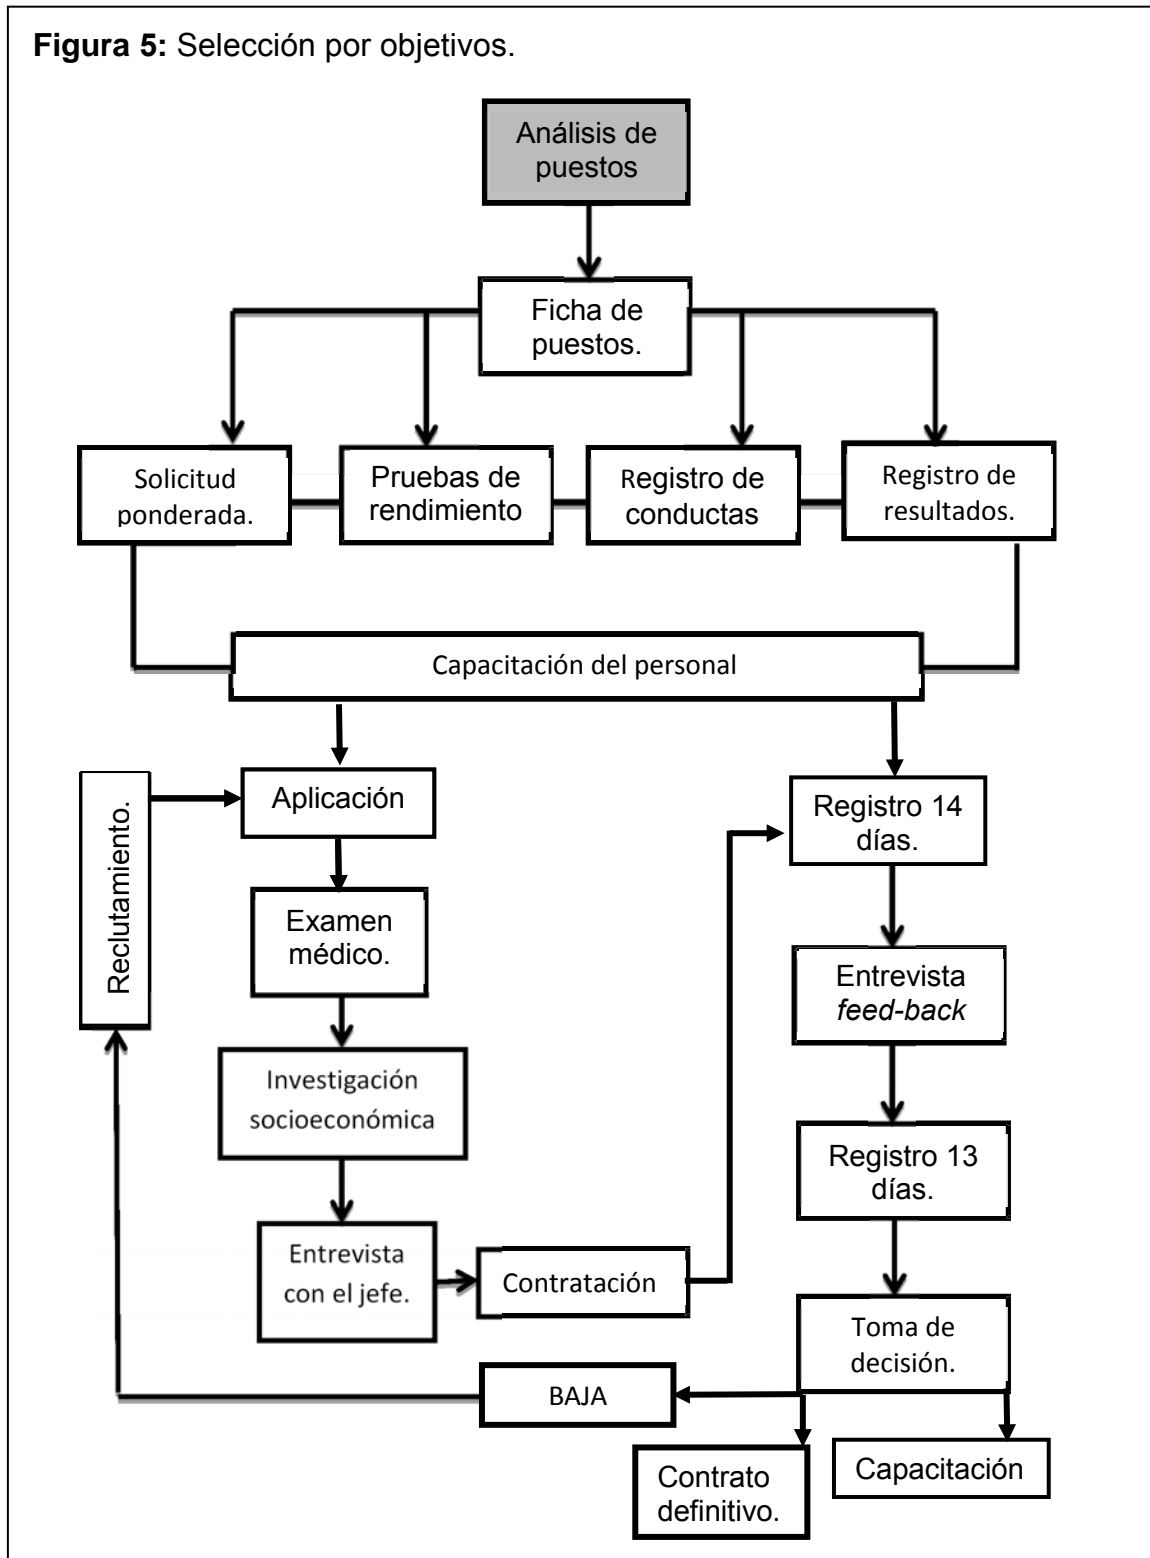 Figura 5: Selección por objetivos.
Análisis de
puestos
Ficha de
puestos.
Solicitud
ponderada.
Pruebas de
rendimiento
Registro de
conductas
Registro de
resultados.
Capacitación del personal
Reclutamiento.
Aplicación
Examen
médico.
Investigación
socioeconómica
Entrevista
con el jefe.
Contratación
Registro 14
días.
Entrevista
feed-back
Registro 13
días.
Toma de
decisión.
BAJA
Contrato
definitivo.
Capacitación